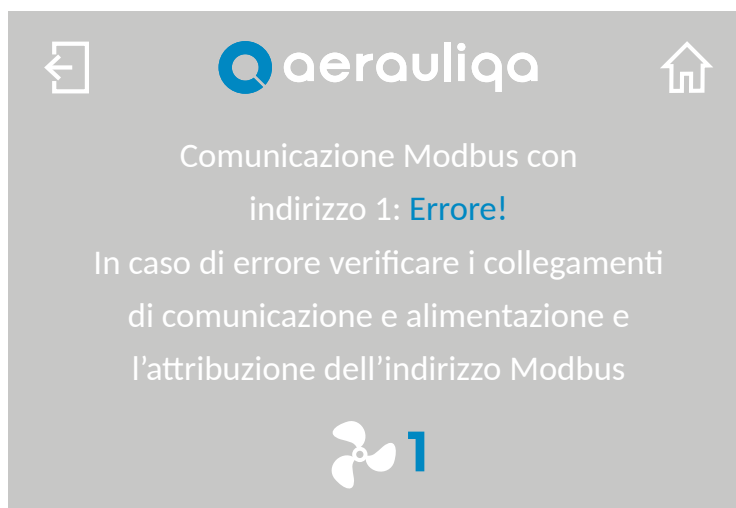 aerauliqa
Comunicazione Modbus con
indirizzo 1: Errore!
In caso di errore verificare i collegamenti
di comunicazione e alimentazione e
l’attribuzione dell’indirizzo Modbus
1